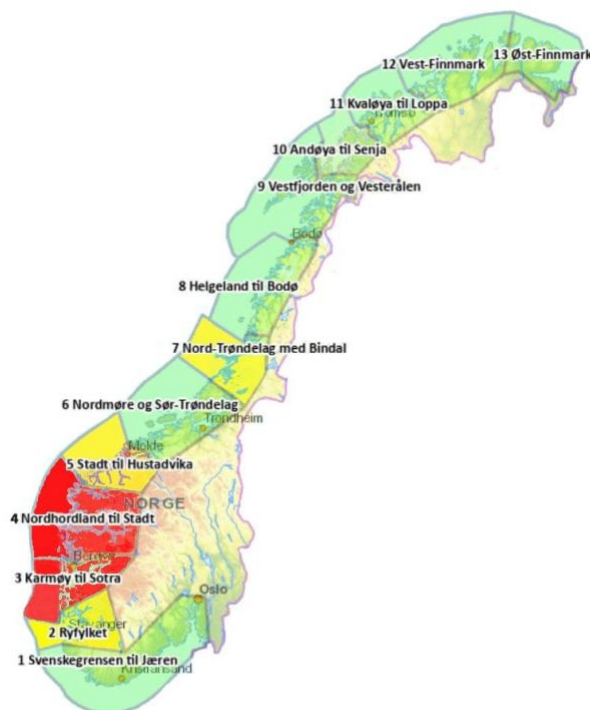 13 Øst-Finnmark
12 Vest-Finnmark
11 Kvaløya til Loppa
Tromsø
10 Andøya til Senja
9 Vestfjorden og Vesterålen
Bodø
8 Helgeland til Bodø
7 Nord-Trøndelag med Bindal
6 Nordmøre og Sør-Trøndelag
Trondheim
Molde
5 Stadt til Hustadvika
NORGE
4 Nordhordland til Stadt
Bergen
3 Karmøy til Sotra
Oslo
Stavanger
2 Ryfylket
1 Svenskegrensen til Jæren
Kristiansand